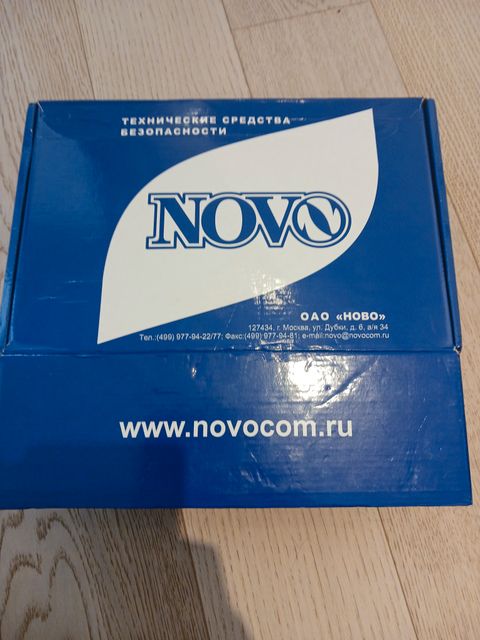 ТЕХНИЧЕСКИЕ СРЕДСТВА
БЕЗОПАСНОСТИ
NOVO
ОАО «НОВО»
127434, г. Москва, ул. Дубки, д. 6, а/я 34
Тел.:(499) 977-94-22/77; Факс:(499) 977-94-81; e-mail:novo@novocom.ru
www.novocom.ru